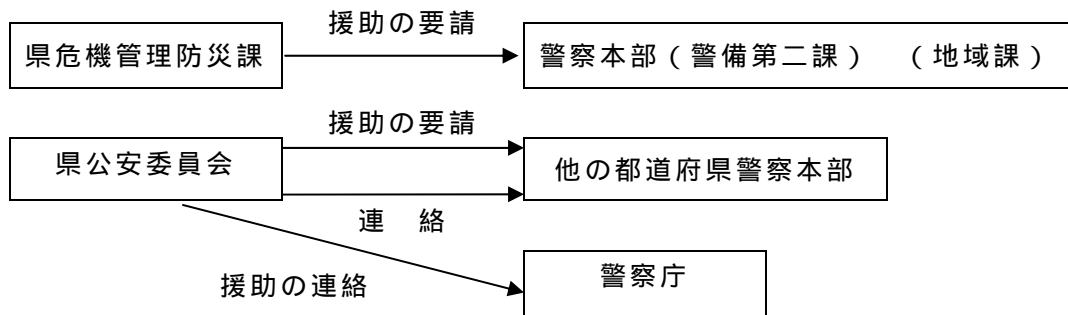 援助の要請
県危機管理防災課
警察本部（警備第二課）　（地域課）
援助の要請
県公安委員会
他の都道府県警察本部
連　絡
援助の連絡
警察庁